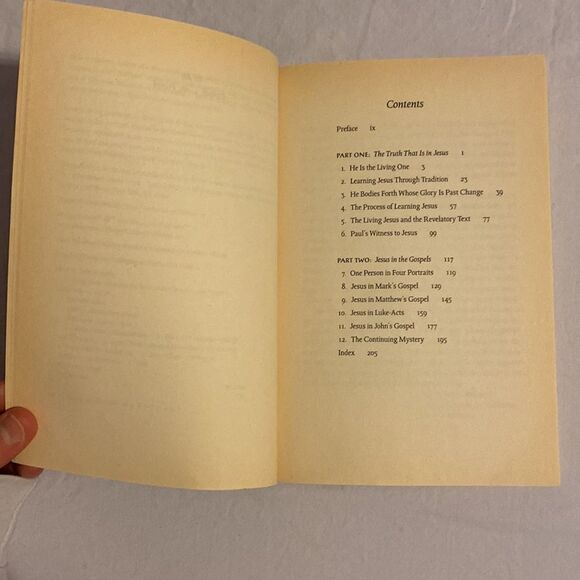 Contents
Preface ix
PART ONE: The Truth That Is in Jesus 1
1. He Is the Living One 3
2. Learning Jesus Through Tradition 23
3. He Bodies Forth Whose Glory Is Past Change 39
4. The Process of Learning Jesus 57
5. The Living Jesus and the Revelatory Text 77
6. Paul's Witness to Jesus 99
PART TWO: Jesus in the Gospels 117
7. One Person in Four Portraits 119
8. Jesus in Mark's Gospel 129
9. Jesus in Matthew's Gospel 145
10. Jesus in Luke-Acts 159
11. Jesus in John's Gospel 177
12. The Continuing Mystery 195
Index 205